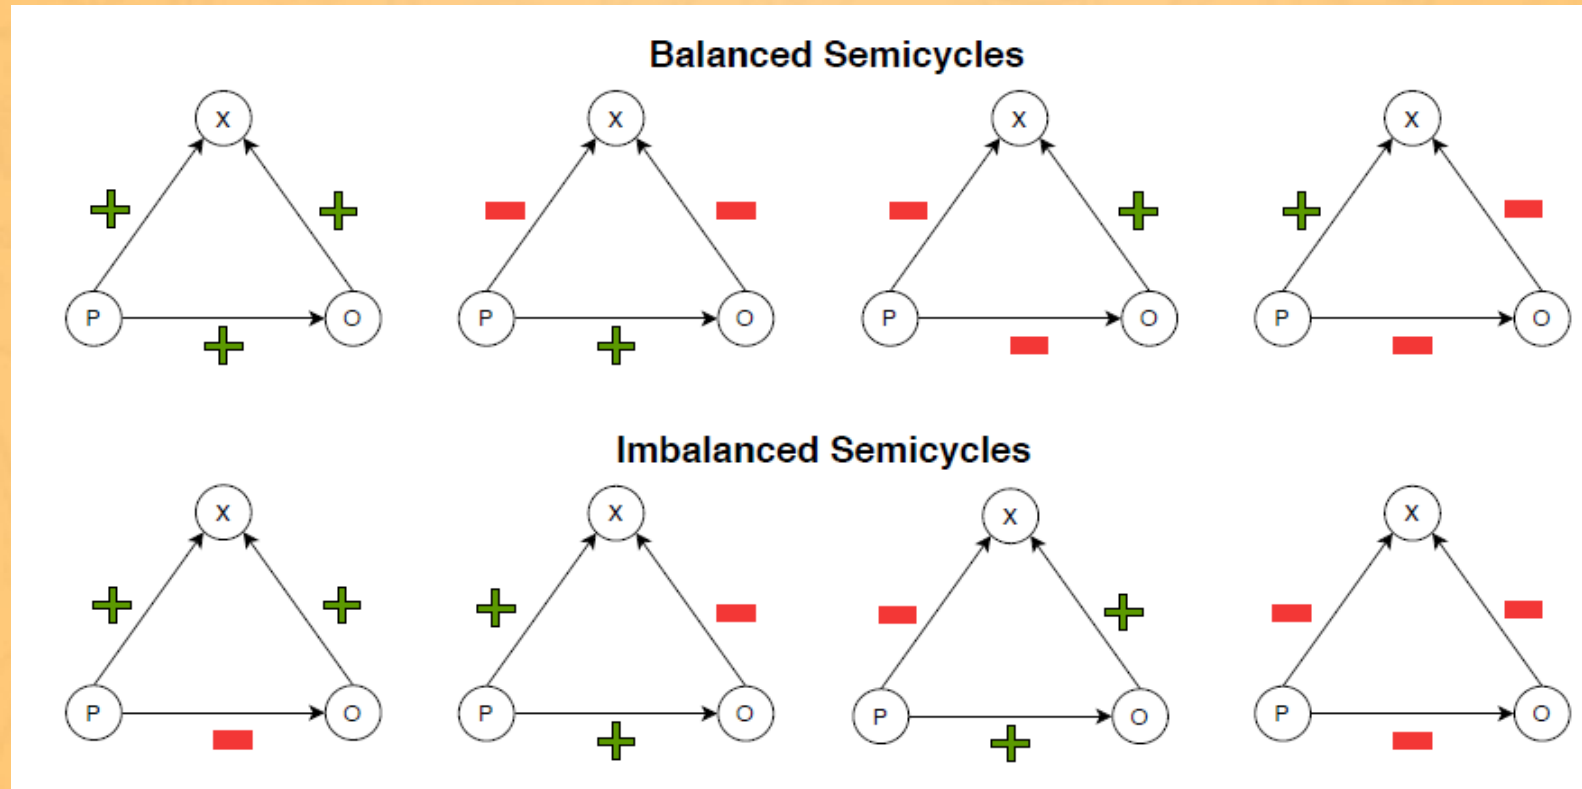 Balanced Semicycles
X X X X
+ + - - - + + -
P O P O P O P O
+ + - -
Imbalanced Semicycles
X X X X
+ + + - - + - -
P O P O P O P O
- + + -